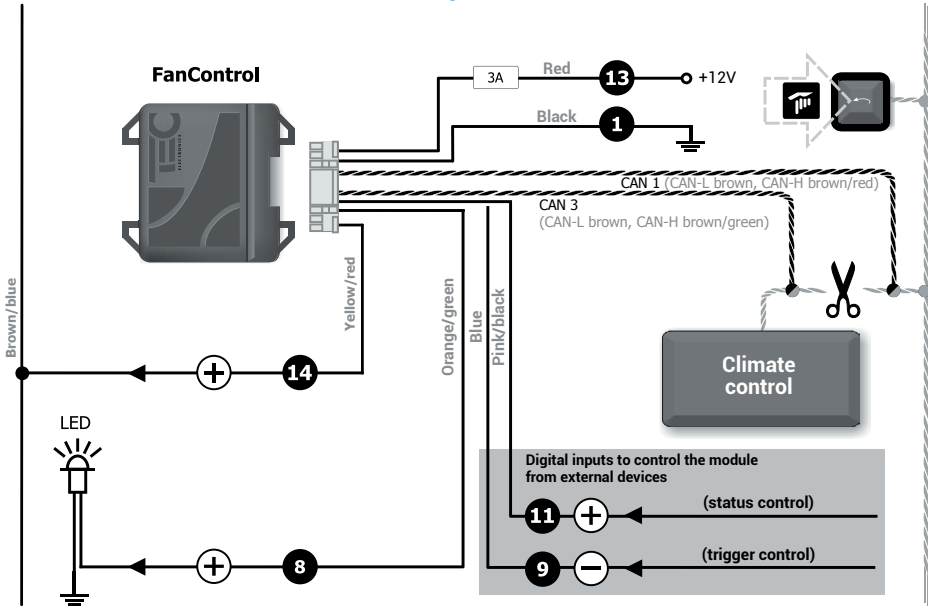 FanControl
ELECTRONICS
3A
Red
13
+12V
Black
1
CAN 1 (CAN-L brown, CAN-H brown/red)
CAN 3
(CAN-L brown, CAN-H brown/green)
Brown/blue
Yellow/red
Orange/green
Blue
Pink/black
14
Climate
control
LED
Digital inputs to control the module
from external devices
11
(status control)
9
(trigger control)
8